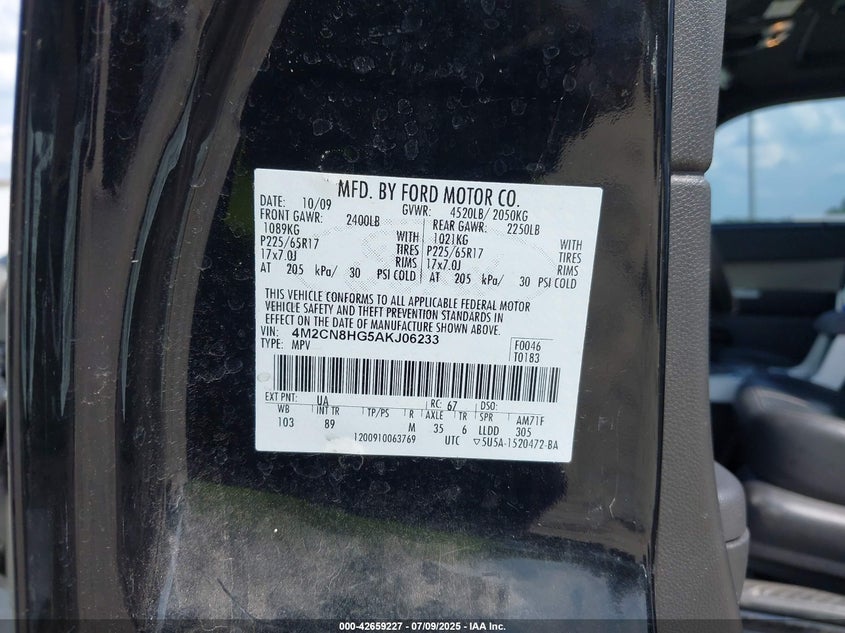 MFD. BY FORD MOTOR CO.
DATE: 10/09 GVWR: 4520LB/ 2050KG
FRONT GAWR: 2400LB REAR GAWR: 2250LB
1089KG WITH 1021KG WITH
P225/65R17 TIRES P225/65R17 TIRES
17x7.0J RIMS 17x7.0J RIMS
AT 205 kPa/ 30 PSI COLD AT 205 kPa/ 30 PSI COLD
THIS VEHICLE CONFORMS TO ALL APPLICABLE FEDERAL MOTOR
VEHICLE SAFETY AND THEFT PREVENTION STANDARDS IN
EFFECT ON THE DATE OF MANUFACTURE SHOWN ABOVE.
VIN: 4M2CN8HG5AKJ06233 F0046
TYPE: MPV T0183
EXT PNT: UA RC: 67 DSO:
WB INT TR TP/PS R AXLE TR SPR AM71F
103 89 M 35 6 LLDD 305
1200910063769 UTC ▽5U5A-1520472-BA
000-42659227 - 07/09/2025 - IAA Inc.